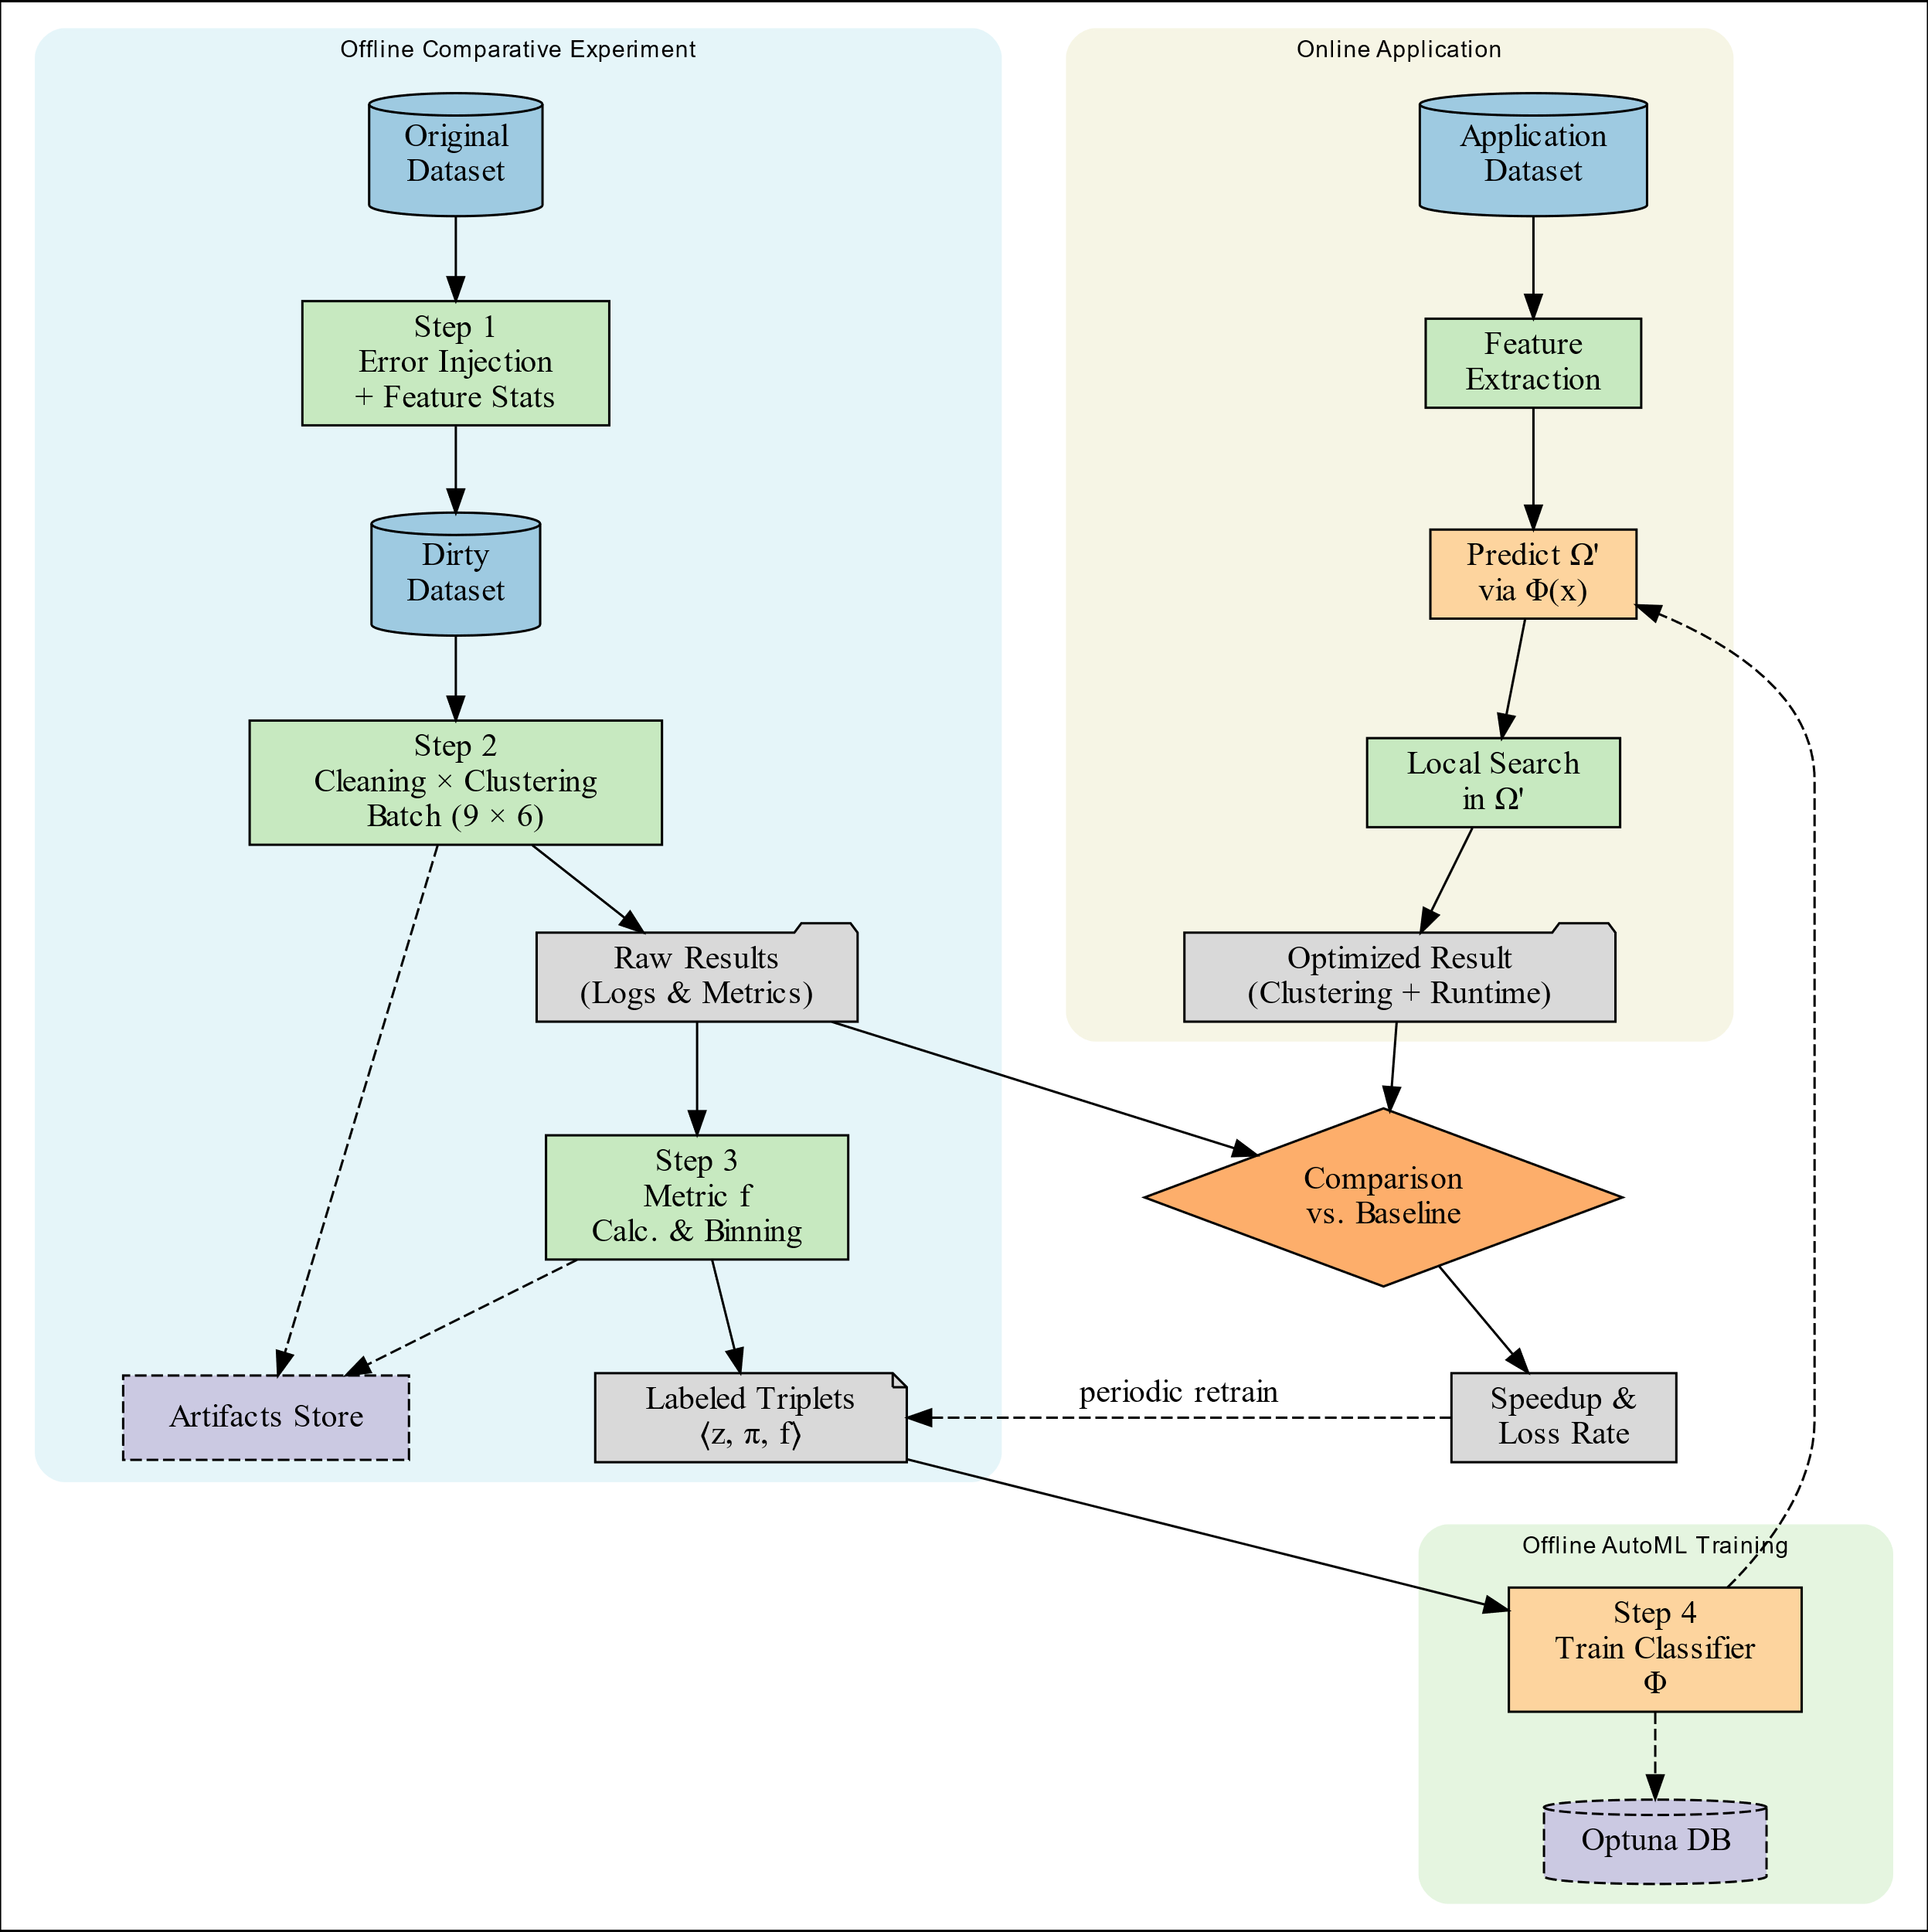 Offline Comparative Experiment
Original
Dataset
Step 1
Error Injection
+ Feature Stats
Dirty
Dataset
Step 2
Cleaning × Clustering
Batch (9 × 6)
Raw Results
(Logs & Metrics)
Step 3
Metric f
Calc. & Binning
Artifacts Store
Labeled Triplets
⟨z, π, f⟩
Online Application
Application
Dataset
Feature
Extraction
Predict Ω'
via Φ(x)
Local Search
in Ω'
Optimized Result
(Clustering + Runtime)
Comparison
vs. Baseline
periodic retrain
Speedup &
Loss Rate
Offline AutoML Training
Step 4
Train Classifier
Φ
Optuna DB